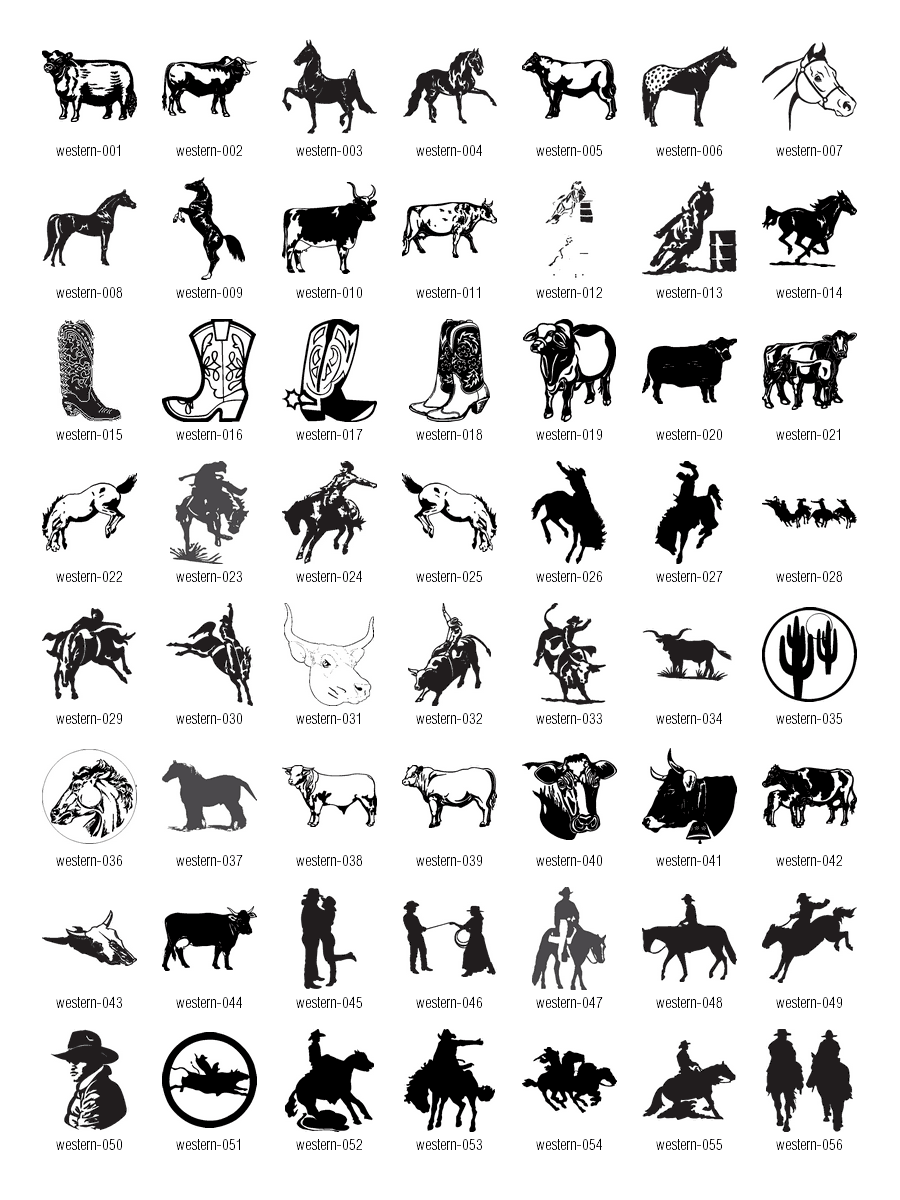 western-001 western-002 western-003 western-004 western-005 western-006 western-007
western-008 western-009 western-010 western-011 western-012 western-013 western-014
western-015 western-016 western-017 western-018 western-019 western-020 western-021
western-022 western-023 western-024 western-025 western-026 western-027 western-028
western-029 western-030 western-031 western-032 western-033 western-034 western-035
western-036 western-037 western-038 western-039 western-040 western-041 western-042
western-043 western-044 western-045 western-046 western-047 western-048 western-049
western-050 western-051 western-052 western-053 western-054 western-055 western-056